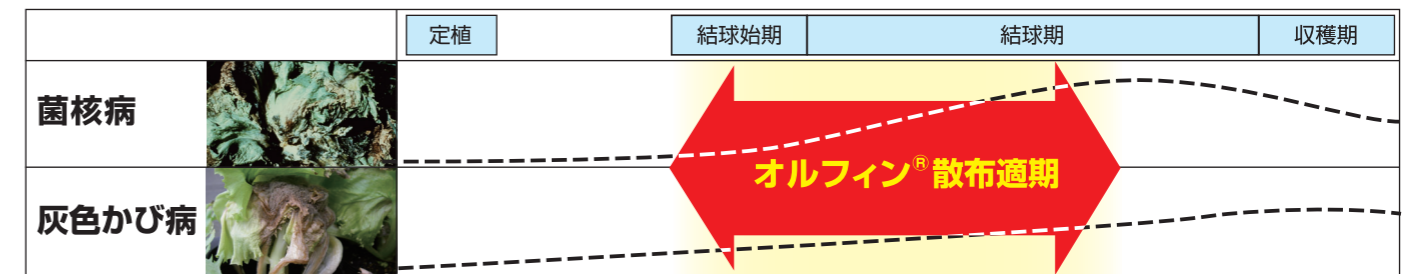 定植
結球始期
結球期
収穫期
菌核病
オルフィン®散布適期
灰色かび病